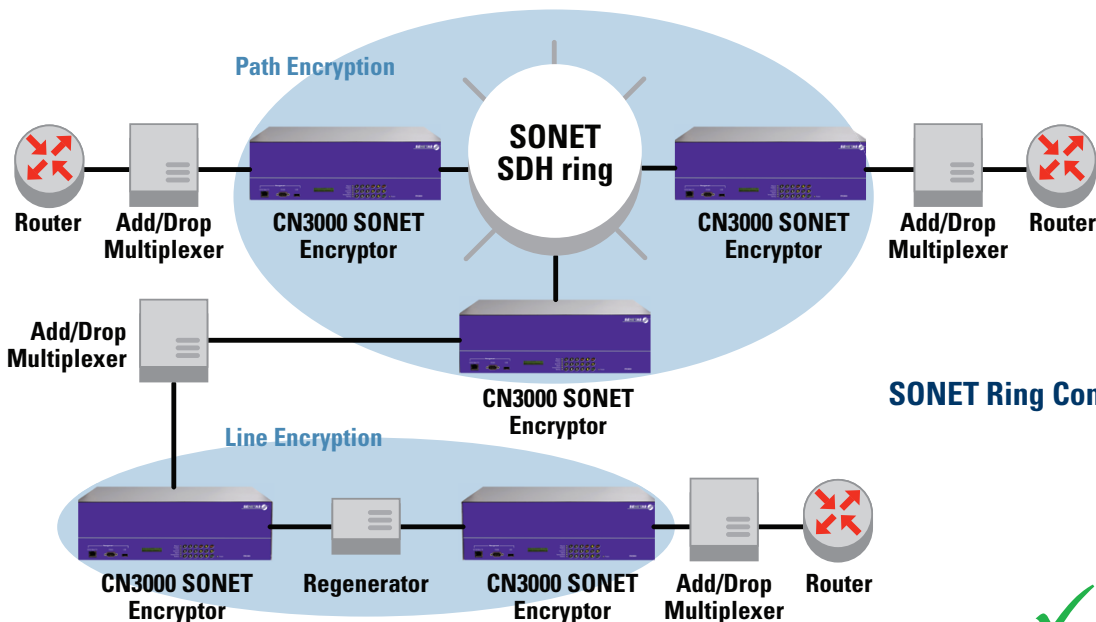 Path Encryption
SONET
SDH ring
Router
Add/Drop
Multiplexer
CN3000 SONET
Encryptor
CN3000 SONET
Encryptor
Add/Drop
Multiplexer
Router
Add/Drop
Multiplexer
CN3000 SONET
Encryptor
SONET Ring Con
Line Encryption
CN3000 SONET
Encryptor
Regenerator
CN3000 SONET
Encryptor
Add/Drop
Multiplexer
Router